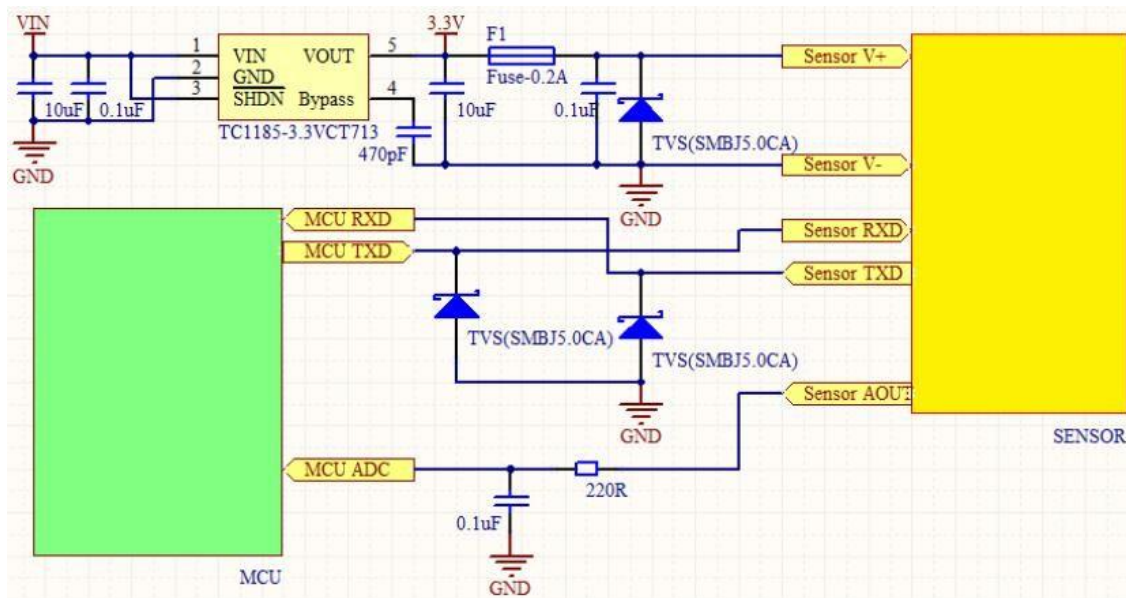 VIN
3.3V
F1
1
VIN
VOUT
5
Sensor V+
2
GND
Fuse-0.2A
3
SHDN
Bypass
4
10uF
0.1uF
10uF
0.1uF
TC1185-3.3VCT713
TVS(SMBJ5.0CA)
470pF
Sensor V-
GND
GND
MCU RXD
Sensor RXD
MCU TXD
Sensor TXD
TVS(SMBJ5.0CA)
TVS(SMBJ5.0CA)
Sensor AOUT
GND
SENSOR
MCU ADC
220R
0.1uF
MCU
GND